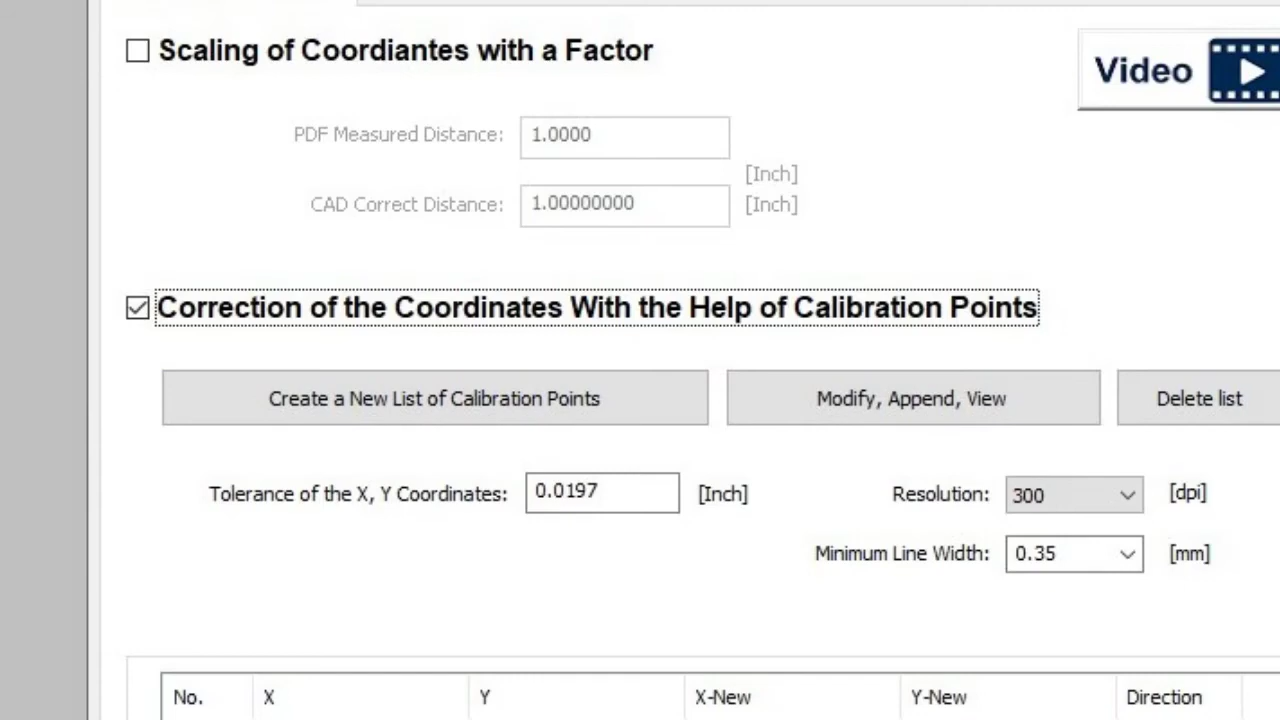 Scaling of Coordiantes with a Factor
Video
PDF Measured Distance: 1.0000
[Inch]
CAD Correct Distance: 1.00000000 [Inch]
Correction of the Coordinates With the Help of Calibration Points
Create a New List of Calibration Points Modify, Append, View Delete list
Tolerance of the X, Y Coordinates: 0.0197 [Inch] Resolution: 300 [dpi]
Minimum Line Width: 0.35 [mm]
No. X Y X-New Y-New Direction